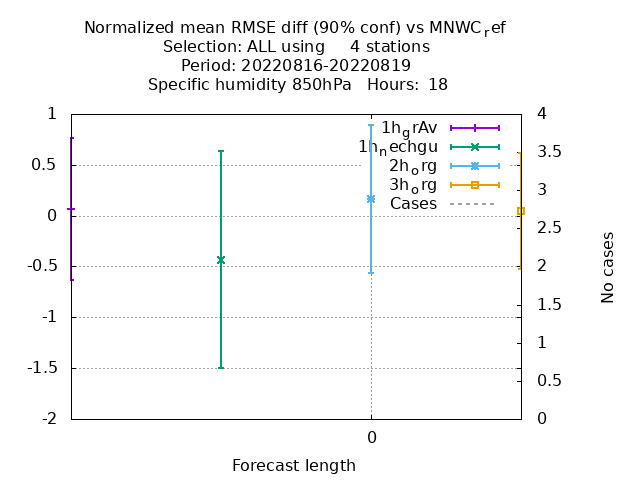 Normalized mean RMSE diff (90% conf) vs MNWC_ref
Selection: ALL using     4 stations
Period: 20220816-20220819
Specific humidity 850hPa   Hours: 18
1
0.5
0
-0.5
-1
-1.5
-2
4
3.5
3
2.5
2
1.5
1
0.5
0
1h_grAv
1h_nechgu
2h_org
3h_org
Cases
No cases
0
Forecast length